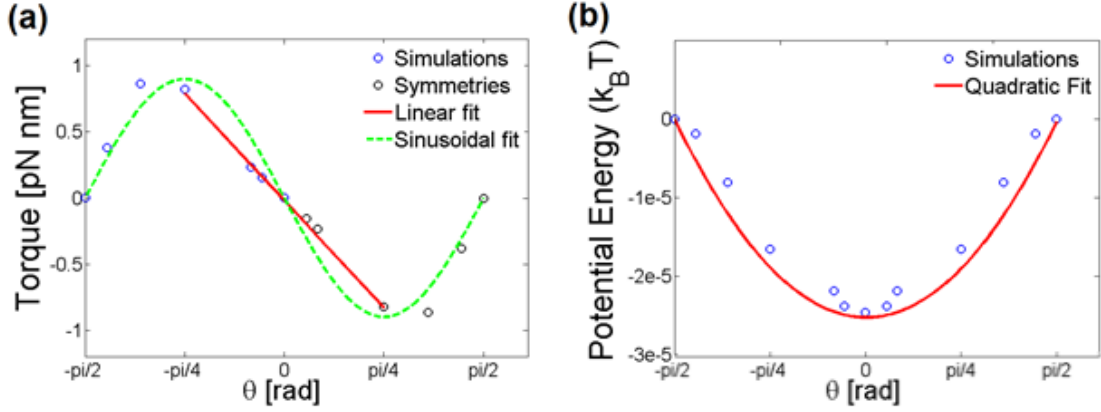 (a)
Torque [pN nm]
1
0.5
0
-0.5
-1
Simulations
Symmetries
Linear fit
Sinusoidal fit
-pi/2
-pi/4
0
pi/4
pi/2
θ [rad]
(b)
Potential Energy (k_BT)
0
-1e-5
-2e-5
-3e-5
Simulations
Quadratic Fit
-pi/2
-pi/4
0
pi/4
pi/2
θ [rad]